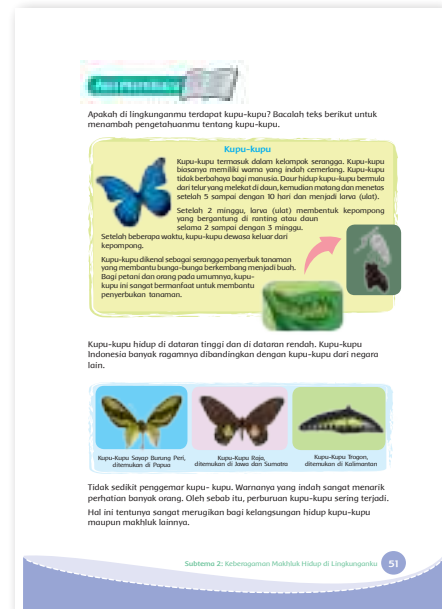 Ayo Membaca
Apakah di lingkunganmu terdapat kupu-kupu? Bacalah teks berikut untuk
menambah pengetahuanmu tentang kupu-kupu.
Kupu-kupu
Kupu-kupu termasuk dalam kelompok serangga. Kupu-kupu
biasanya memiliki warna yang indah cemerlang. Kupu-kupu
tidak berbahaya bagi manusia. Daur hidup kupu-kupu bermula
dari telur yang melekat di daun, kemudian matang dan menetas
setelah 5 sampai dengan 10 hari dan menjadi larva (ulat).
Setelah 2 minggu, larva (ulat) membentuk kepompong
yang bergantung di ranting atau daun
selama 2 sampai dengan 3 minggu.
Setelah beberapa waktu, kupu-kupu dewasa keluar dari
kepompong.
Kupu-kupu dikenal sebagai serangga penyerbuk tanaman
yang membantu bunga-bunga berkembang menjadi buah.
Bagi petani dan orang pada umumnya, kupu-
kupu ini sangat bermanfaat untuk membantu
penyerbukan tanaman.
Kupu-kupu hidup di dataran tinggi dan di dataran rendah. Kupu-kupu
Indonesia banyak ragamnya dibandingkan dengan kupu-kupu dari negara
lain.
Kupu-Kupu Sayap Burung Peri,
ditemukan di Papua
Kupu-Kupu Raja,
ditemukan di Jawa dan Sumatra
Kupu-Kupu Trogon,
ditemukan di Kalimantan
Tidak sedikit penggemar kupu- kupu. Warnanya yang indah sangat menarik
perhatian banyak orang. Oleh sebab itu, perburuan kupu-kupu sering terjadi.
Hal ini tentunya sangat merugikan bagi kelangsungan hidup kupu-kupu
maupun makhluk lainnya.
Subtema 2: Keberagaman Makhluk Hidup di Lingkunganku
51